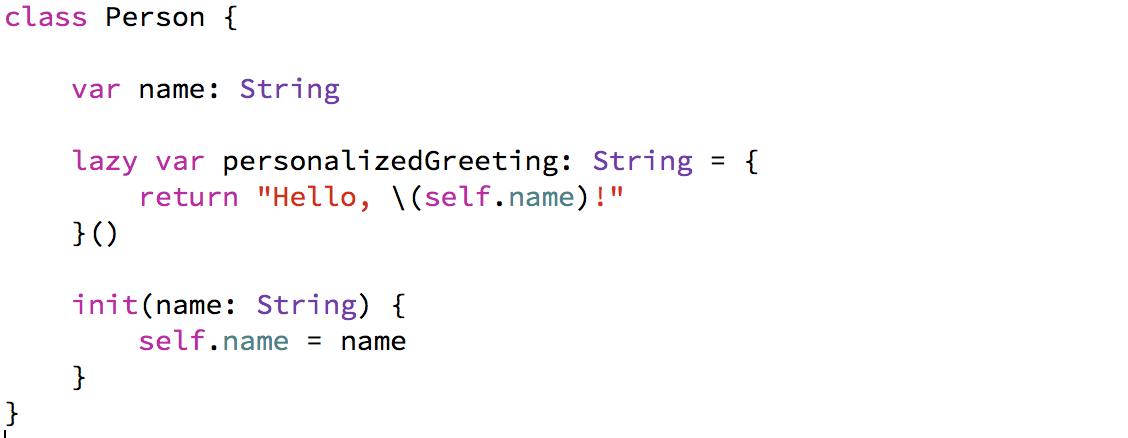 class Person {
    var name: String
    lazy var personalizedGreeting: String = {
        return "Hello, \(self.name)!"
    }()
    init(name: String) {
        self.name = name
    }
}